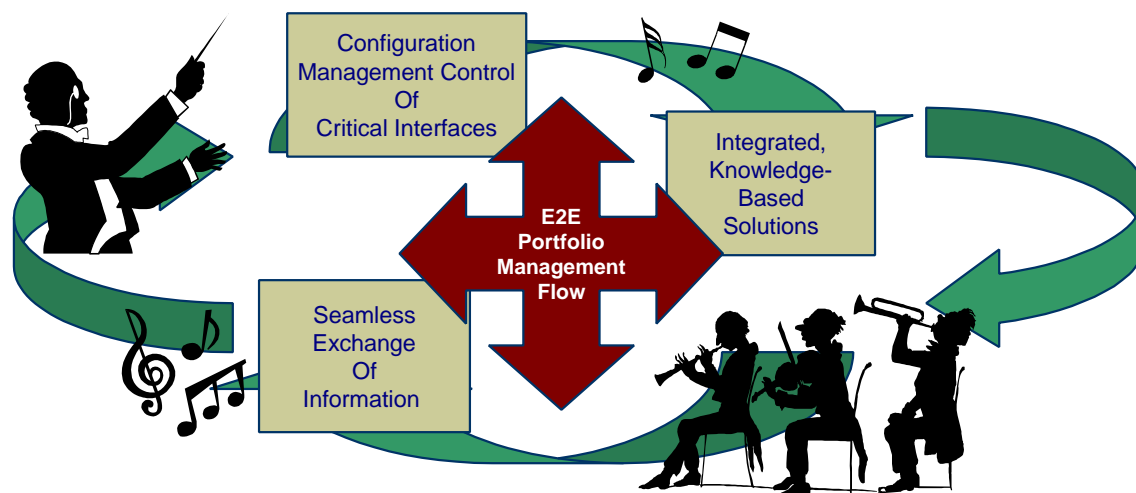 Configuration
Management Control
Of
Critical Interfaces
Integrated,
Knowledge-
Based
Solutions
E2E
Portfolio
Management
Flow
Seamless
Exchange
Of
Information